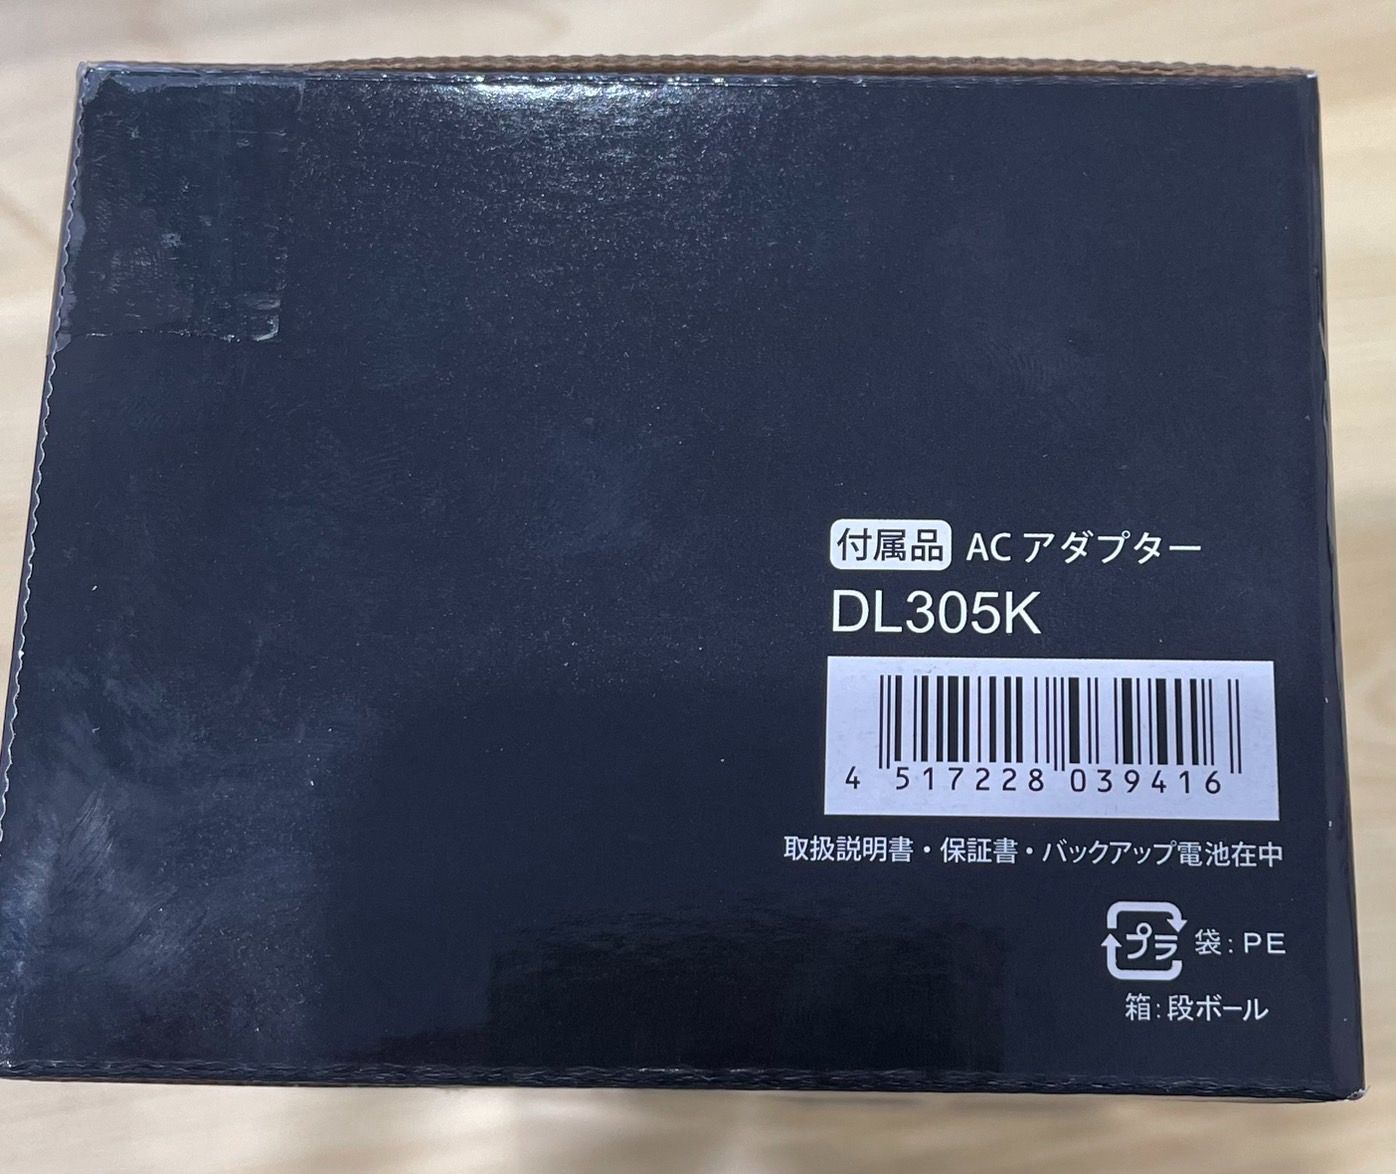 付属品 ACアダプター
DL305K
4 517228 039416
取扱説明書・保証書・バックアップ電池在中
プラ 袋:PE
箱:段ボール